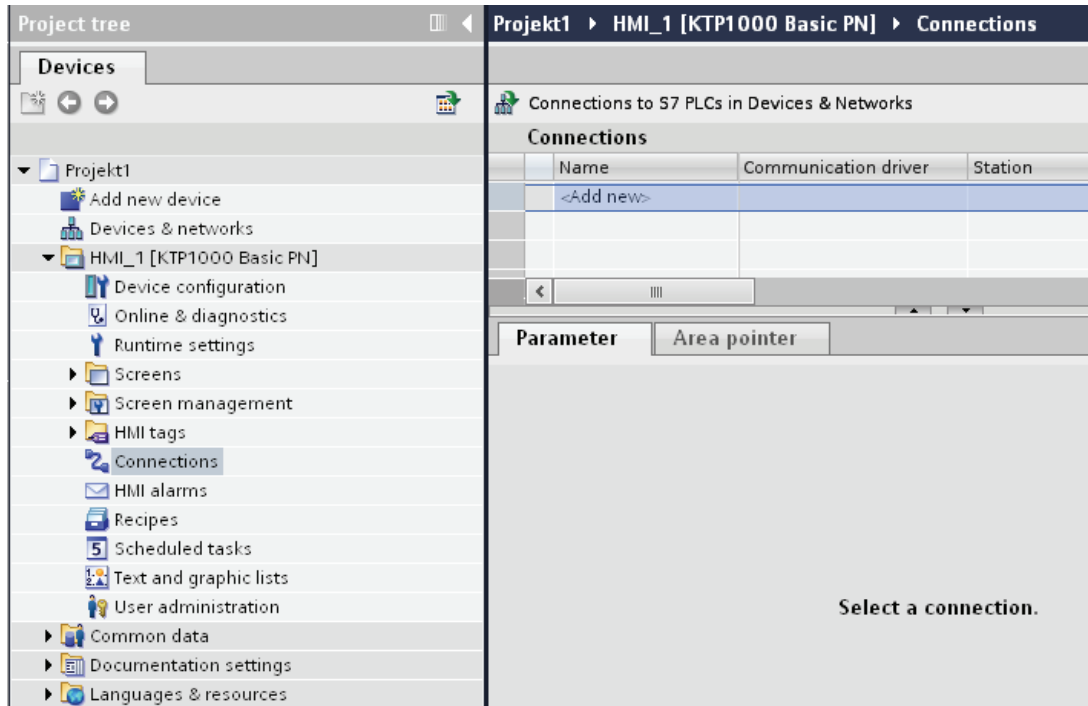 Project tree
Devices
Projekt1
Add new device
Devices & networks
HMI_1 [KTP1000 Basic PN]
Device configuration
Online & diagnostics
Runtime settings
Screens
Screen management
HMI tags
Connections
HMI alarms
Recipes
5 Scheduled tasks
Text and graphic lists
User administration
Common data
Documentation settings
Languages & resources
Projekt1 HMI_1 [KTP1000 Basic PN] Connections
Connections to S7 PLCs in Devices & Networks
Connections
Name Communication driver Station
<Add new>
Parameter Area pointer
Select a connection.